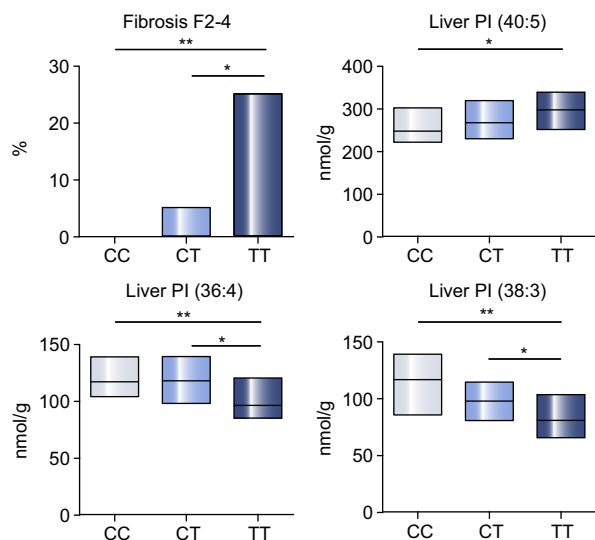 Fibrosis F2-4
**
*
30
20
10
0
%
CC CT TT
Liver PI (40:5)
*
400
300
200
100
0
nmol/g
CC CT TT
Liver PI (36:4)
**
*
150
100
50
0
nmol/g
CC CT TT
Liver PI (38:3)
**
*
150
100
50
0
nmol/g
CC CT TT